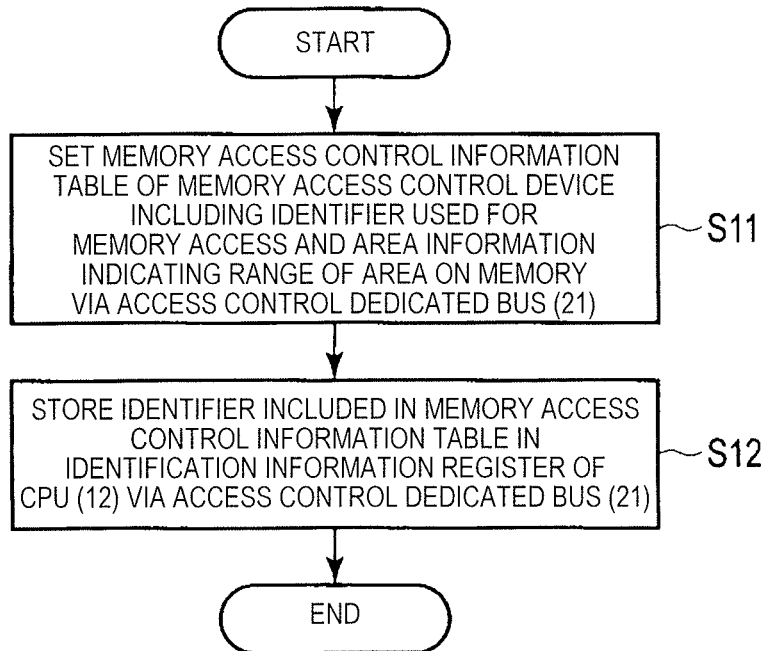 START
SET MEMORY ACCESS CONTROL INFORMATION
TABLE OF MEMORY ACCESS CONTROL DEVICE
INCLUDING IDENTIFIER USED FOR
MEMORY ACCESS AND AREA INFORMATION
INDICATING RANGE OF AREA ON MEMORY
VIA ACCESS CONTROL DEDICATED BUS (21)
S11
STORE IDENTIFIER INCLUDED IN MEMORY ACCESS
CONTROL INFORMATION TABLE IN
IDENTIFICATION INFORMATION REGISTER OF
CPU (12) VIA ACCESS CONTROL DEDICATED BUS (21)
S12
END